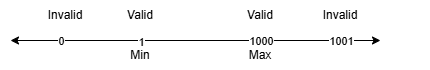 Invalid Valid Valid Invalid
0 1 1000 1001
Min Max